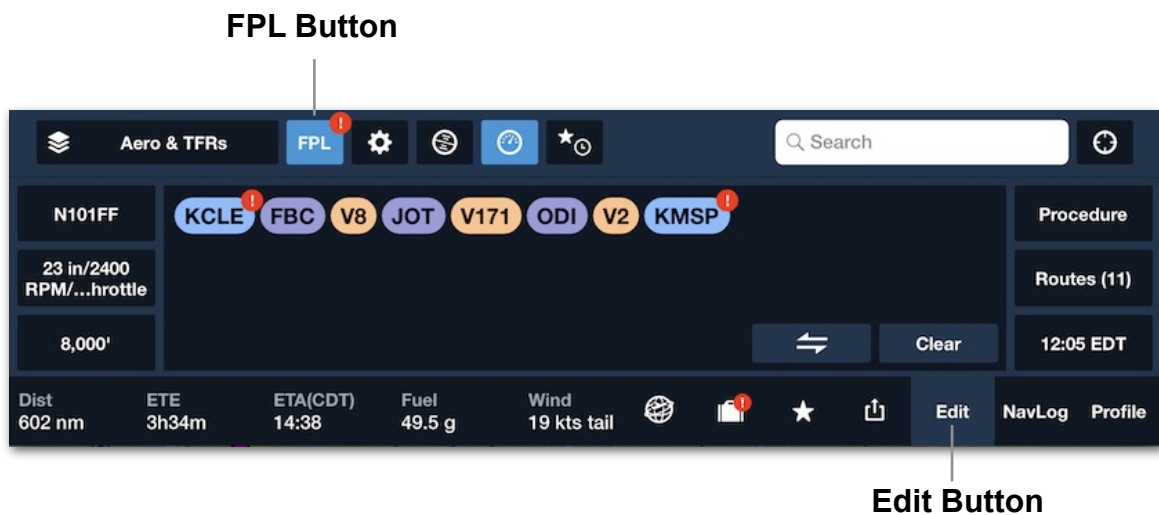 FPL Button
Aero & TFRs FPL ! Search
N101FF KCLE ! FBC V8 JOT V171 ODI V2 KMSP ! Procedure
23 in/2400
RPM/...hrottle
Routes (11)
8,000' Clear 12:05 EDT
Dist ETE ETA(CDT) Fuel Wind
602 nm 3h34m 14:38 49.5 g 19 kts tail ! Edit NavLog Profile
Edit Button